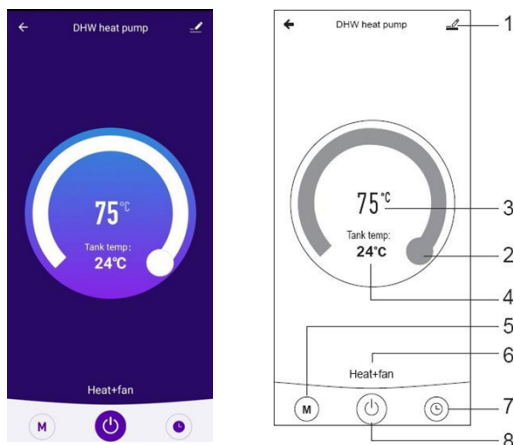 DHW heat pump
75°C
Tank temp:
24°C
Heat+fan
M
DHW heat pump
1
75°C
3
Tank temp:
2
24°C
4
5
6
Heat+fan
M
7
8